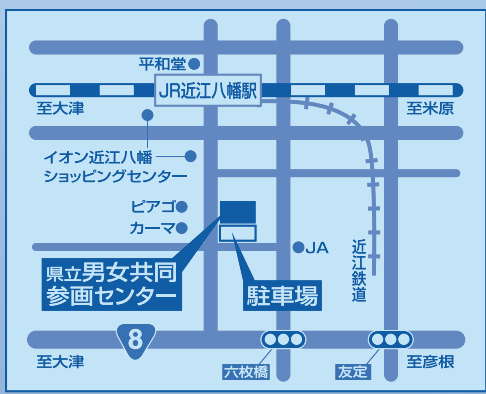 平和堂
JR近江八幡駅
至大津
至米原
イオン近江八幡
ショッピングセンター
ピアゴ
カーマ
県立男女共同
参画センター
駐車場
JA
近江鉄道
8
至大津
六枚橋
友定
至彦根